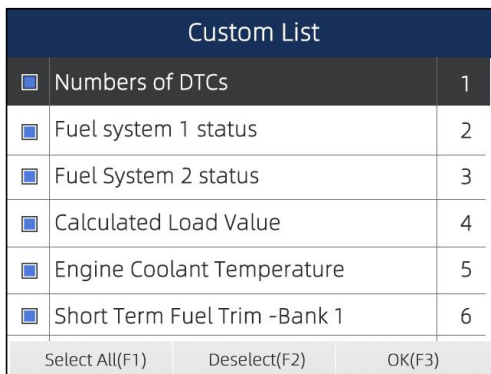 Custom List
Numbers of DTCs 1
Fuel system 1 status 2
Fuel System 2 status 3
Calculated Load Value 4
Engine Coolant Temperature 5
Short Term Fuel Trim -Bank 1 6
Select All(F1) Deselect(F2) OK(F3)